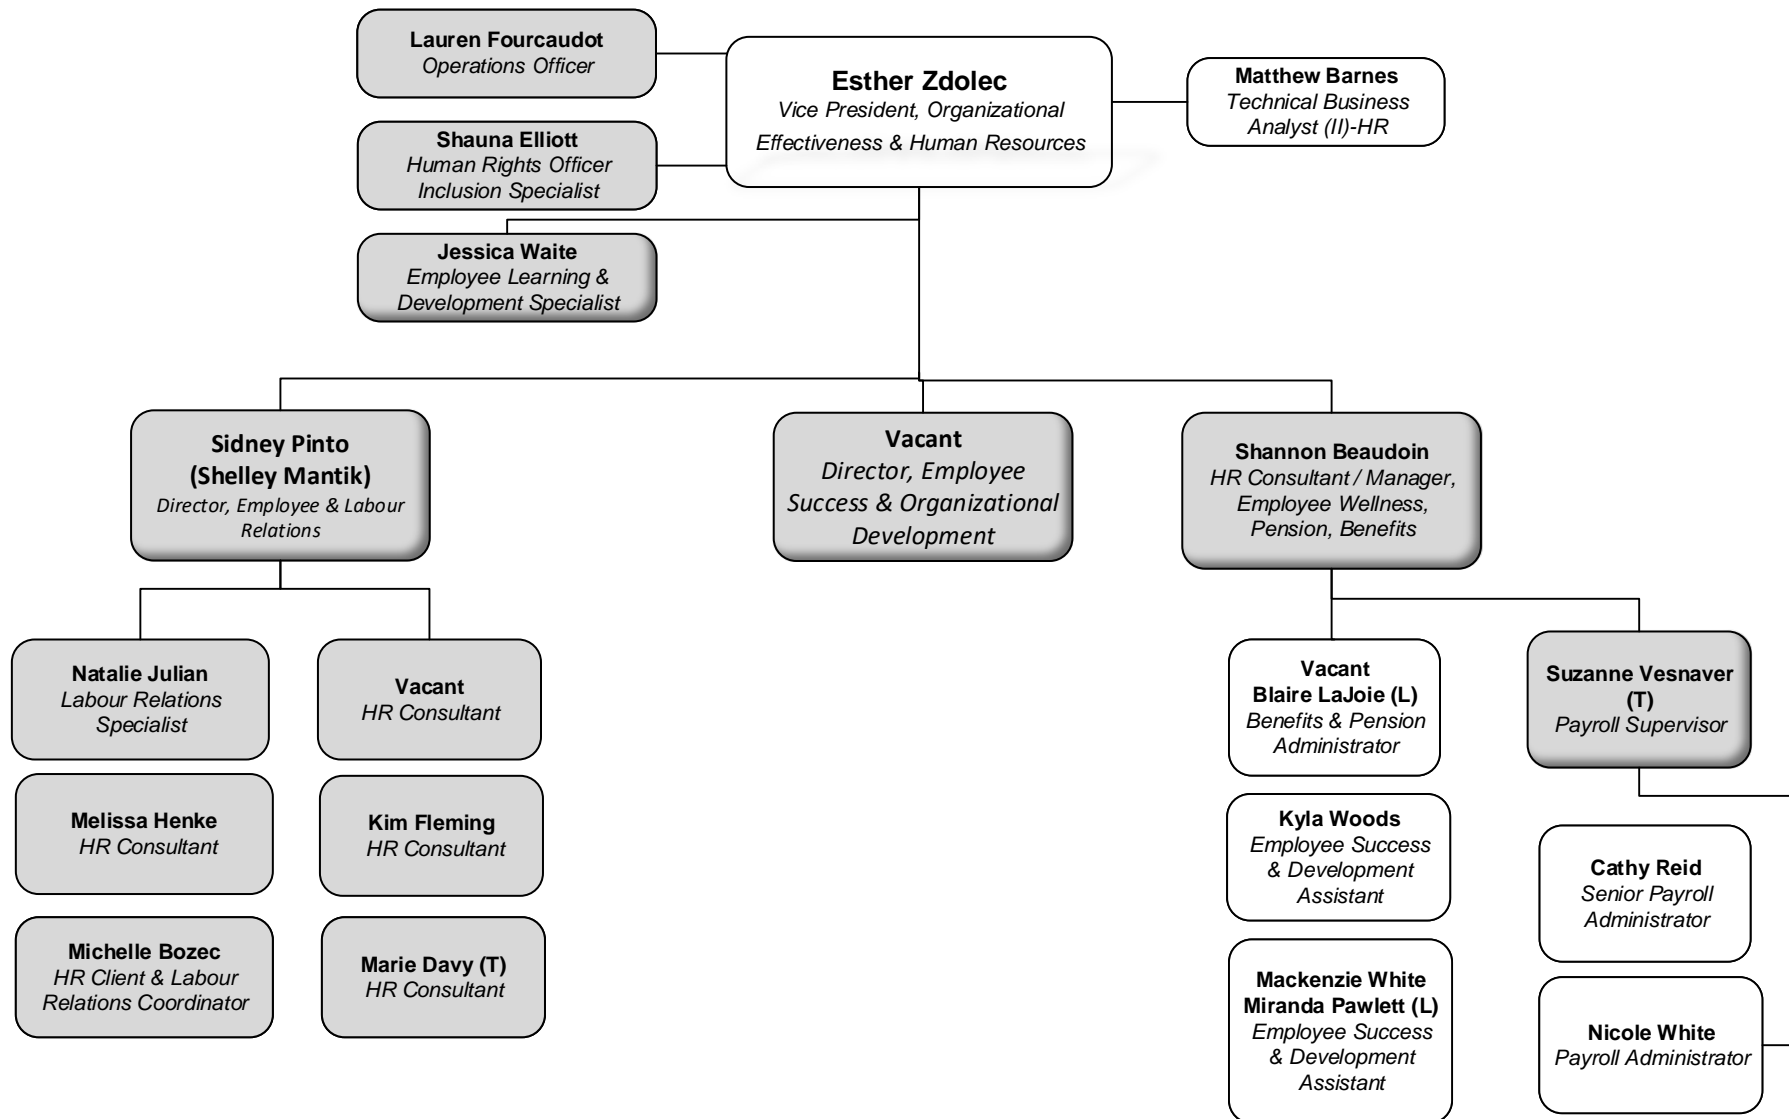 Lauren Fourcaudot
Operations Officer
Esther Zdolec
Vice President, Organizational
Effectiveness & Human Resources
Matthew Barnes
Technical Business
Analyst (II)-HR
Shauna Elliott
Human Rights Officer
Inclusion Specialist
Jessica Waite
Employee Learning &
Development Specialist
Sidney Pinto
(Shelley Mantik)
Director, Employee & Labour
Relations
Vacant
Director, Employee
Success & Organizational
Development
Shannon Beaudoin
HR Consultant / Manager,
Employee Wellness,
Pension, Benefits
Natalie Julian
Labour Relations
Specialist
Vacant
HR Consultant
Vacant
Blaire LaJoie (L)
Benefits & Pension
Administrator
Suzanne Vesnaver
(T)
Payroll Supervisor
Melissa Henke
HR Consultant
Kim Fleming
HR Consultant
Kyla Woods
Employee Success
& Development
Assistant
Cathy Reid
Senior Payroll
Administrator
Michelle Bozec
HR Client & Labour
Relations Coordinator
Marie Davy (T)
HR Consultant
Mackenzie White
Miranda Pawlett (L)
Employee Success
& Development
Assistant
Nicole White
Payroll Administrator